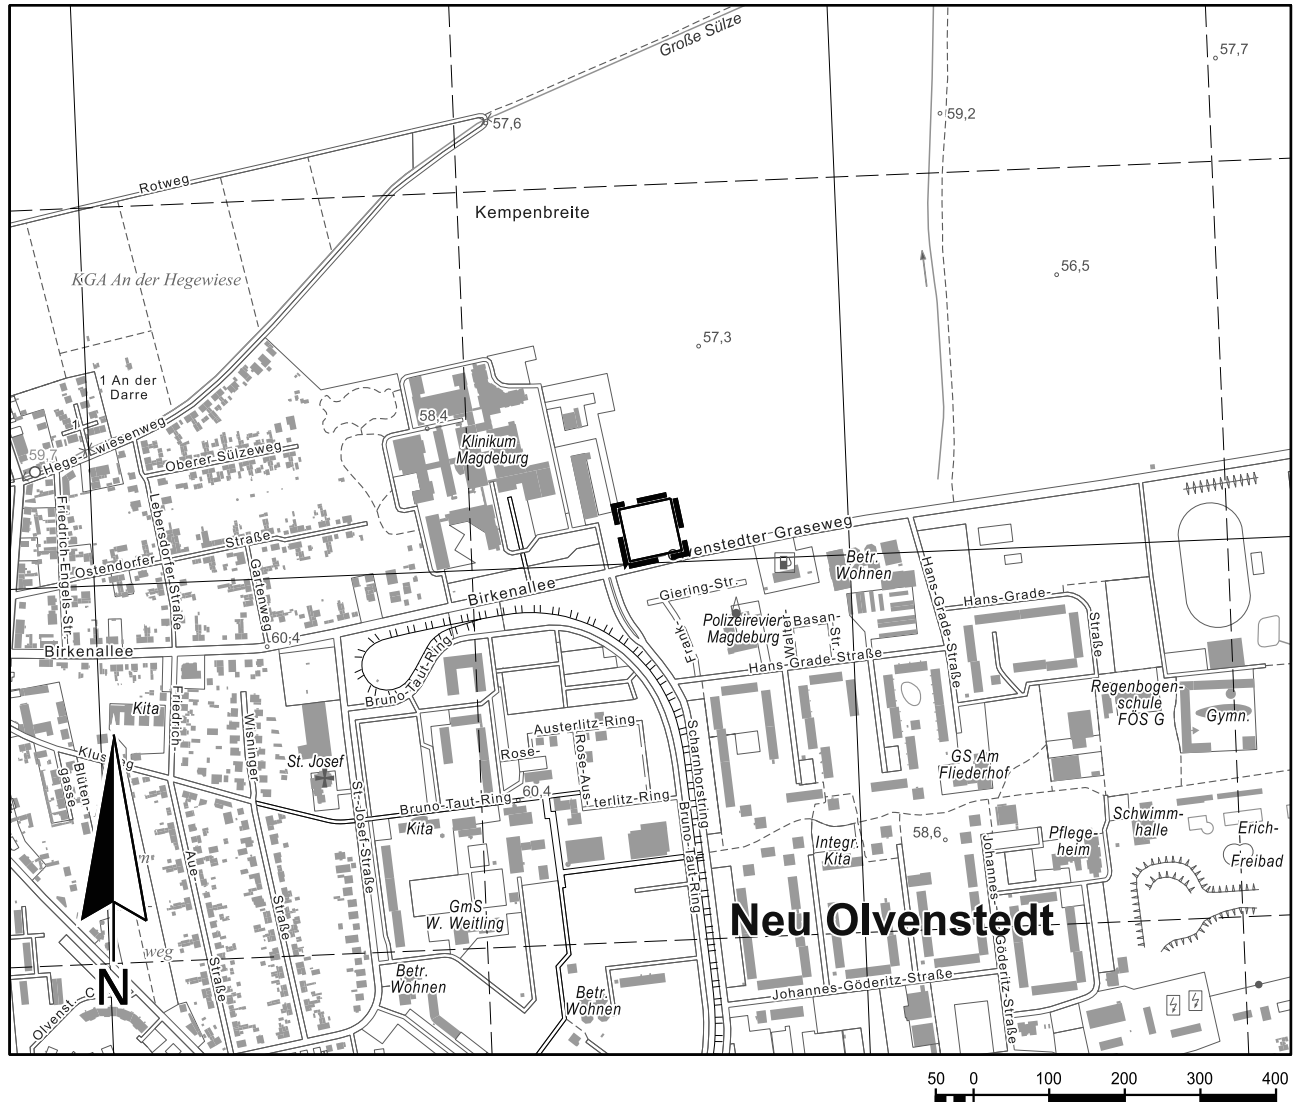 Große Sülze
57,7
59,2
57,6
Rotweg
Kempenbreite
KGA An der Hegewiese
56,5
57,3
1 An der
Darre
58,4
1
Hege-
wiesenweg
59,7
Klinikum
Magdeburg
Oberer-Sülzeweg
Friedrich-Engels-Str.
Lebersdorfer-Straße
Ostendorfer-
Straße
Gartenweg
Olvenstedter-Graseweg
Betr.
Wohnen
Birkenallee
Giering-Str.
Hans-Grade-Straße
Hans-Grade-
Straße
Polizeirevier
Magdeburg
Frank-
Walter-
Basan-
Str.
60,4
Birkenallee
Hans-Grade-Straße
Bruno-Taut-Ring
Regenbogen-
schule
FÖS G
Gymn.
Kita
Friedrich-
Wisninger
Austerlitz-Ring
Scharnhorstring
Rose-
Rose-Aus-
terlitz-Ring
St. Josef
Blüten-
gasse
GS Am
Fliederhof
St.-Josef-Straße
Bruno-Taut-Ring
60,4
Kita
Bruno-Taut-Ring
Integr.
Kita
58,6
Johannes-
Göderitz-Straße
Pflege-
heim
Schwimm-
halle
Erich-
Freibad
Aue-
Straße
Straße
GmS
W. Weitling
Neu Olvenstedt
weg
N
Olvenst.
Betr.
Wohnen
Betr.
Wohnen
Johannes-Göderitz-Straße
50 0 100 200 300 400